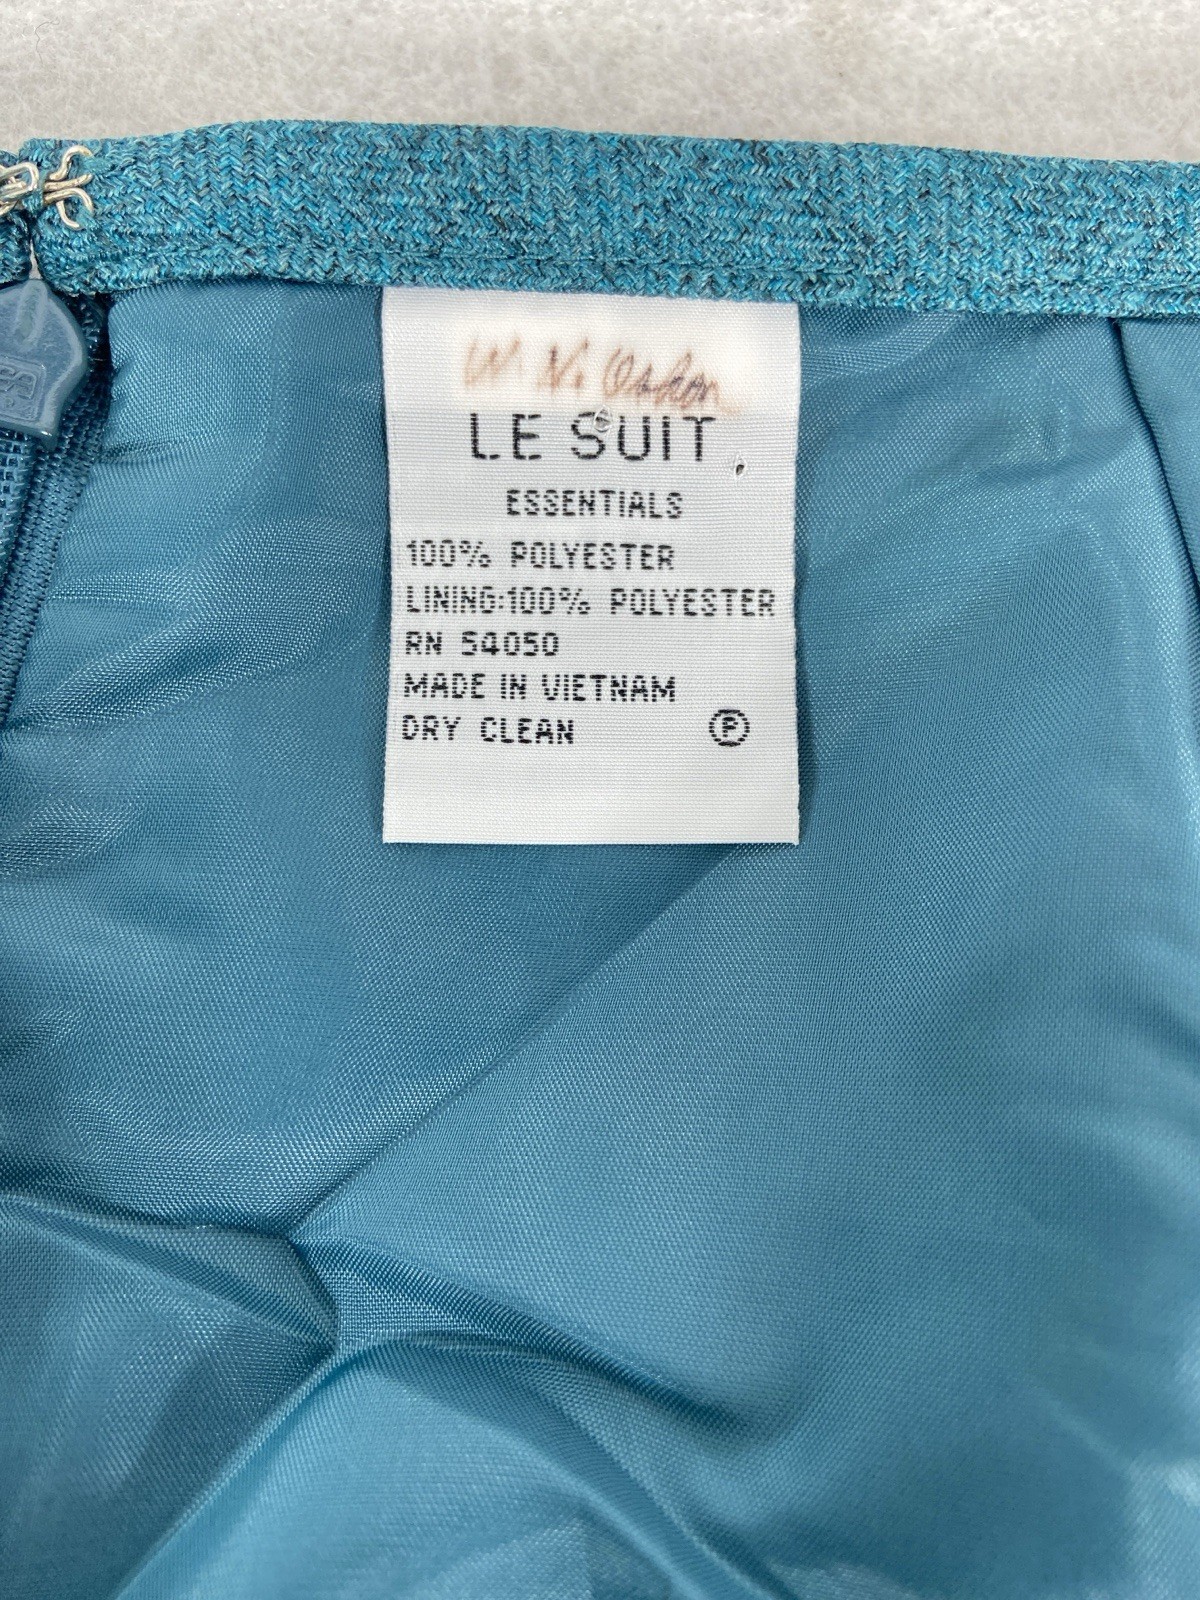 LE SUIT
ESSENTIALS
100% POLYESTER
LINING:100% POLYESTER
RN 54050
MADE IN VIETNAM
DRY CLEAN Ⓟ